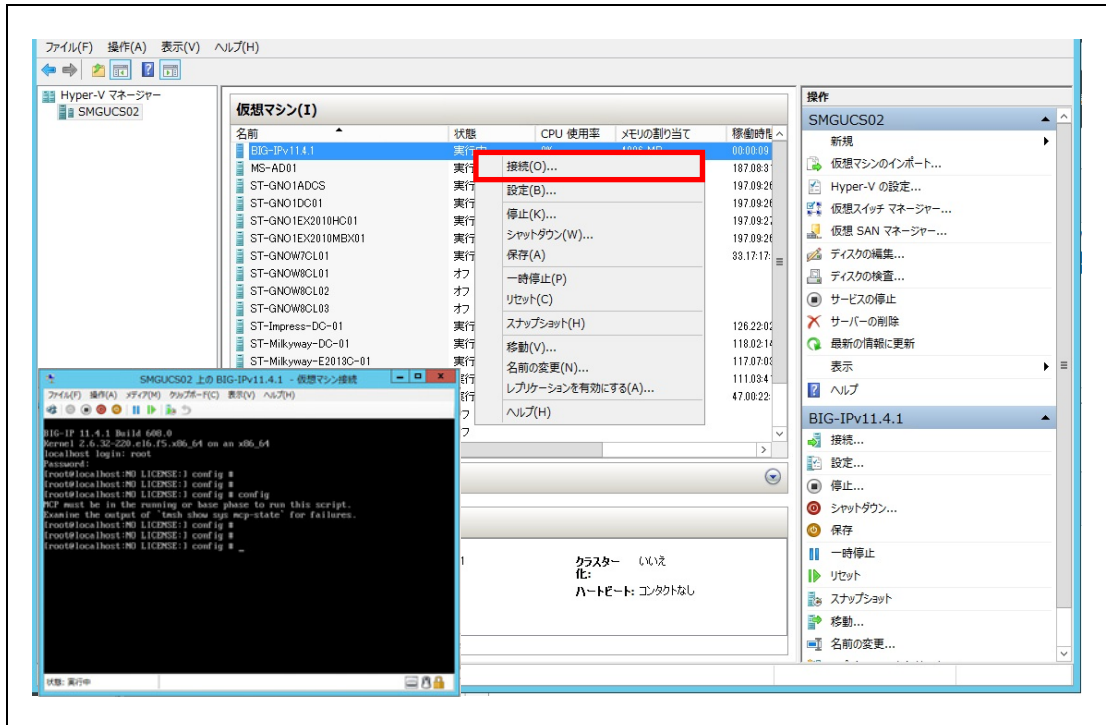 ファイル(F) 操作(A) 表示(V) ヘルプ(H)
Hyper-V マネージャー
SMGUCS02
仮想マシン(I)
名前 状態 CPU 使用率 メモリの割り当て 稼働時間
BIG-IPv11.4.1 実行中 0% 4096 MB 00:00:09
MS-AD01 実行 187.08:3
ST-GNO1ADCS 実行 197.09:26
ST-GNO1DC01 実行 197.09:26
ST-GNO1EX2010HC01 実行 197.09:27
ST-GNO1EX2010MBX01 実行 197.09:26
ST-GNOW7CL01 実行 33.17:17:
ST-GNOW8CL01 オフ
ST-GNOW8CL02 オフ
ST-GNOW8CL03 オフ
ST-Impress-DC-01 実行 126.22:02
ST-Milkyway-DC-01 実行 118.02:14
ST-Milkyway-E2013C-01 実行 117.07:03
実行 111.03:4
実行 47.00:22:
接続(O)...
設定(B)...
停止(K)...
シャットダウン(W)...
保存(A)
一時停止(P)
リセット(C)
スナップショット(H)
移動(V)...
名前の変更(N)...
レプリケーションを有効にする(A)...
ヘルプ(H)
クラスター化: いいえ
ハートビート: コンタクトなし
SMGUCS02 上の BIG-IPv11.4.1 - 仮想マシン接続
ファイル(F) 操作(A) メディア(M) クリップボード(C) 表示(V) ヘルプ(H)
BIG-IP 11.4.1 Build 608.0
Kernel 2.6.32-220.el6.f5.x86_64 on an x86_64
localhost login: root
Password:
[root@localhost:NO LICENSE:] config #
[root@localhost:NO LICENSE:] config #
[root@localhost:NO LICENSE:] config # config
MCP must be in the running or base phase to run this script.
Examine the output of `tmsh show sys mcp-state` for failures.
[root@localhost:NO LICENSE:] config #
[root@localhost:NO LICENSE:] config #
[root@localhost:NO LICENSE:] config # _
状態: 実行中
操作
SMGUCS02
新規
仮想マシンのインポート...
Hyper-V の設定...
仮想スイッチ マネージャー...
仮想 SAN マネージャー...
ディスクの編集...
ディスクの検査...
サービスの停止
サーバーの削除
最新の情報に更新
表示
ヘルプ
BIG-IPv11.4.1
接続...
設定...
停止...
シャットダウン...
保存
一時停止
リセット
スナップショット
移動...
名前の変更...